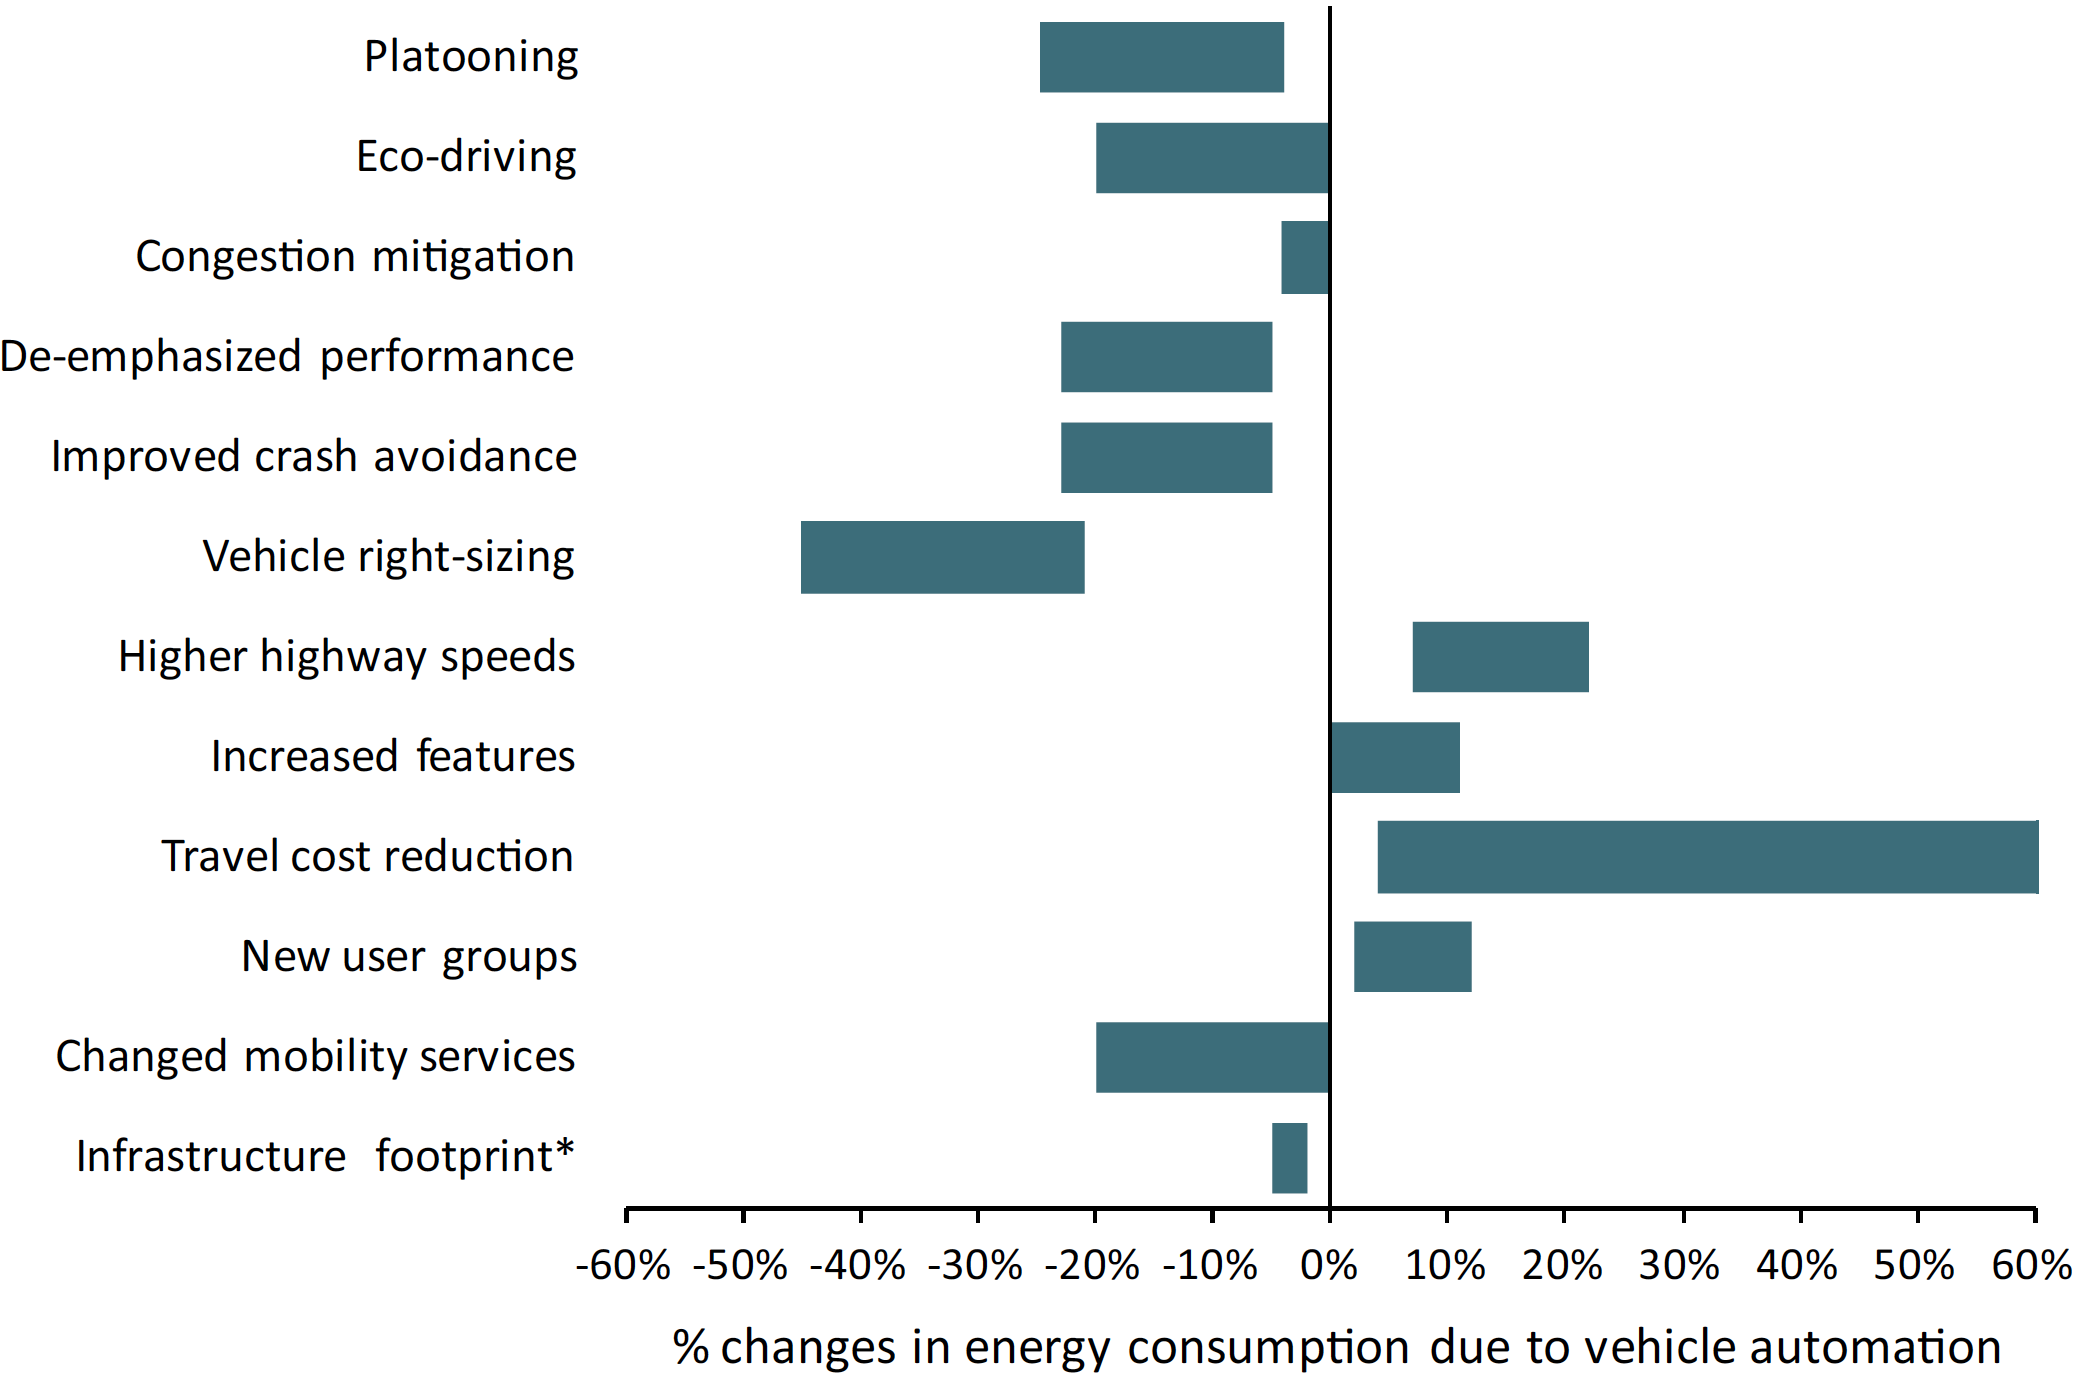 Platooning
Eco-driving
Congestion mitigation
De-emphasized performance
Improved crash avoidance
Vehicle right-sizing
Higher highway speeds
Increased features
Travel cost reduction
New user groups
Changed mobility services
Infrastructure footprint*
-60% -50% -40% -30% -20% -10% 0% 10% 20% 30% 40% 50% 60%
% changes in energy consumption due to vehicle automation